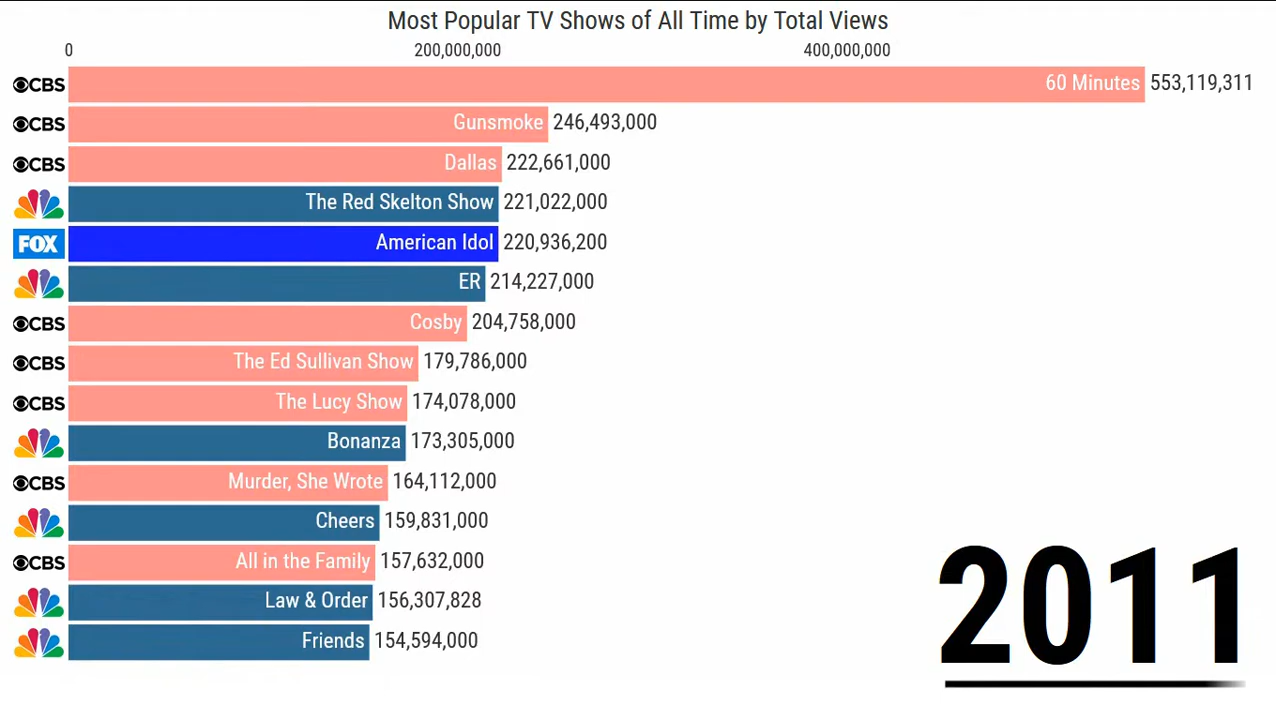 Most Popular TV Shows of All Time by Total Views
0 200,000,000 400,000,000
CBS 60 Minutes 553,119,311
CBS Gunsmoke 246,493,000
CBS Dallas 222,661,000
The Red Skelton Show 221,022,000
FOX American Idol 220,936,200
ER 214,227,000
CBS Cosby 204,758,000
CBS The Ed Sullivan Show 179,786,000
CBS The Lucy Show 174,078,000
Bonanza 173,305,000
CBS Murder, She Wrote 164,112,000
Cheers 159,831,000
CBS All in the Family 157,632,000
Law & Order 156,307,828
Friends 154,594,000
2011